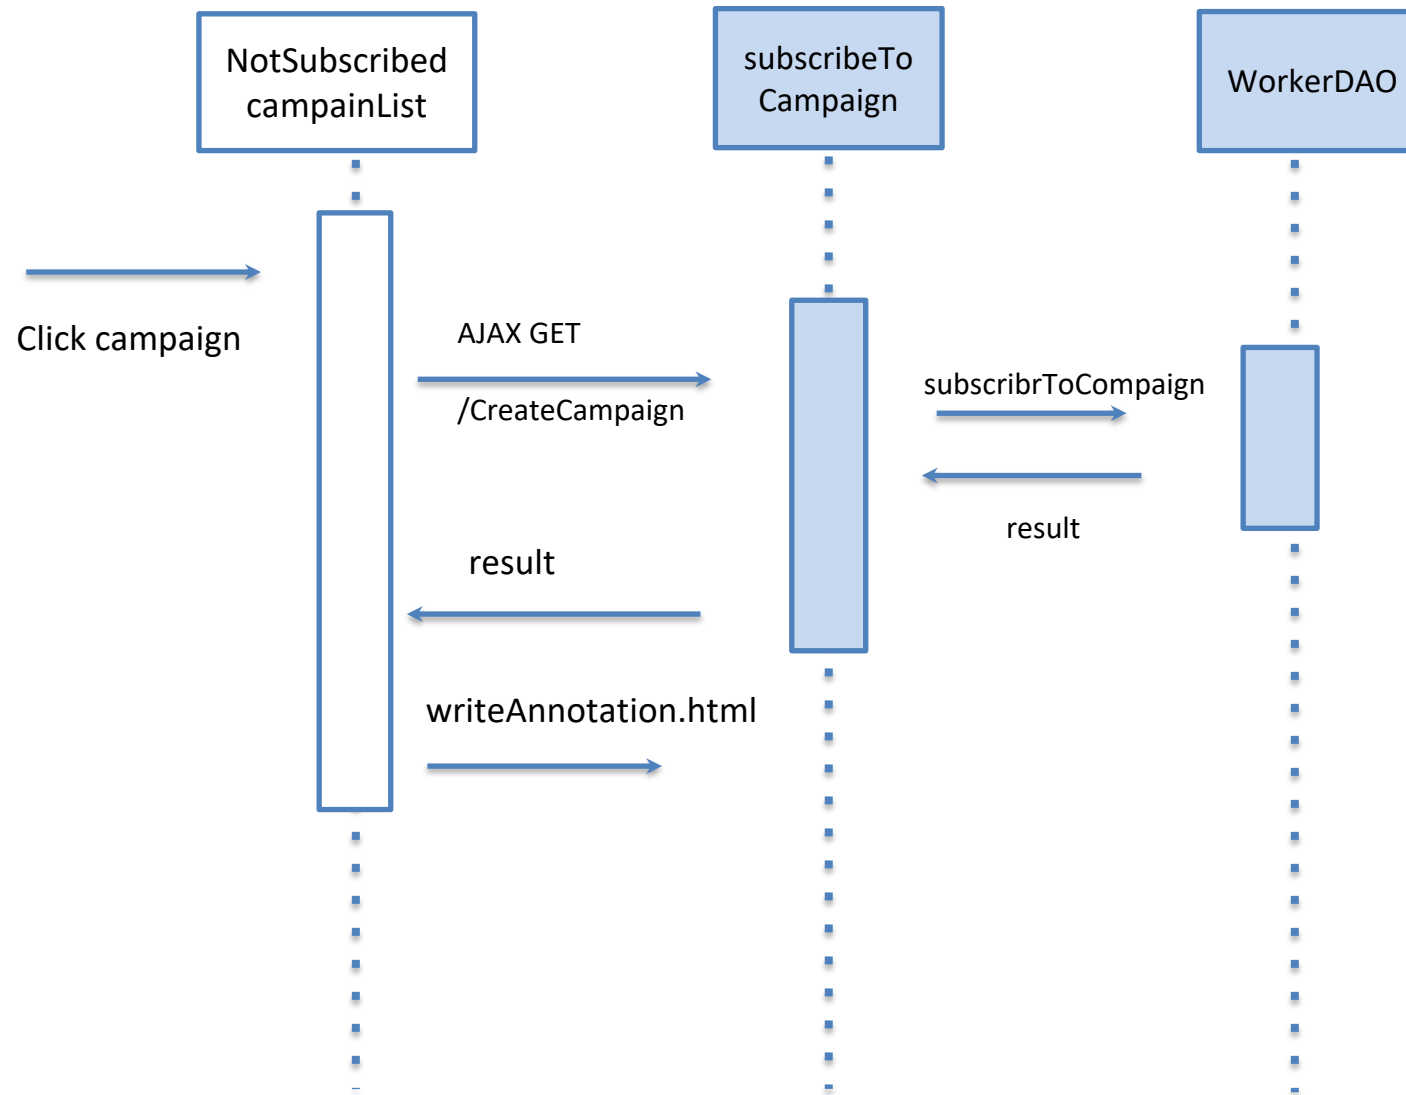 NotSubscribed
campainList
subscribeTo
Campaign
WorkerDAO
Click campaign
AJAX GET
/CreateCampaign
subscribrToCompaign
result
result
writeAnnotation.html